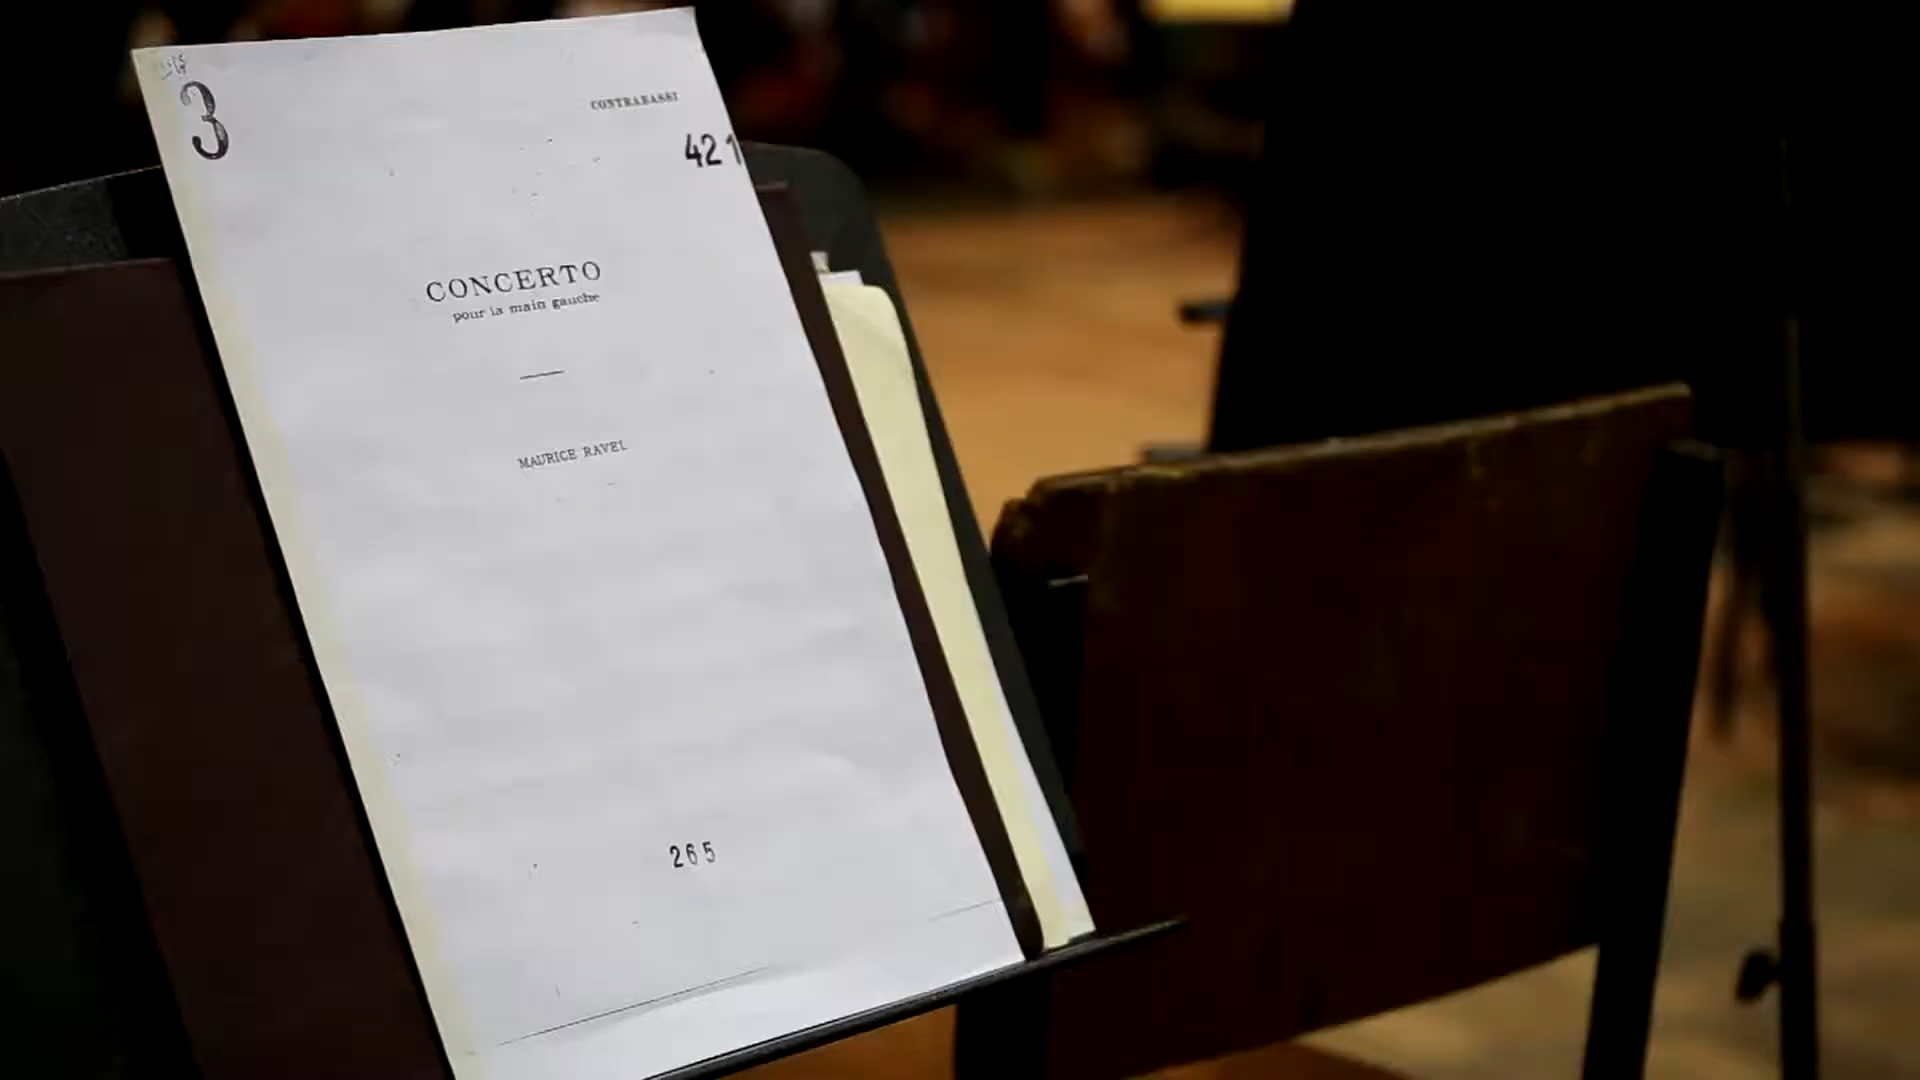 3
CONTRABASSI
421
CONCERTO
pour la main gauche
MAURICE RAVEL
265